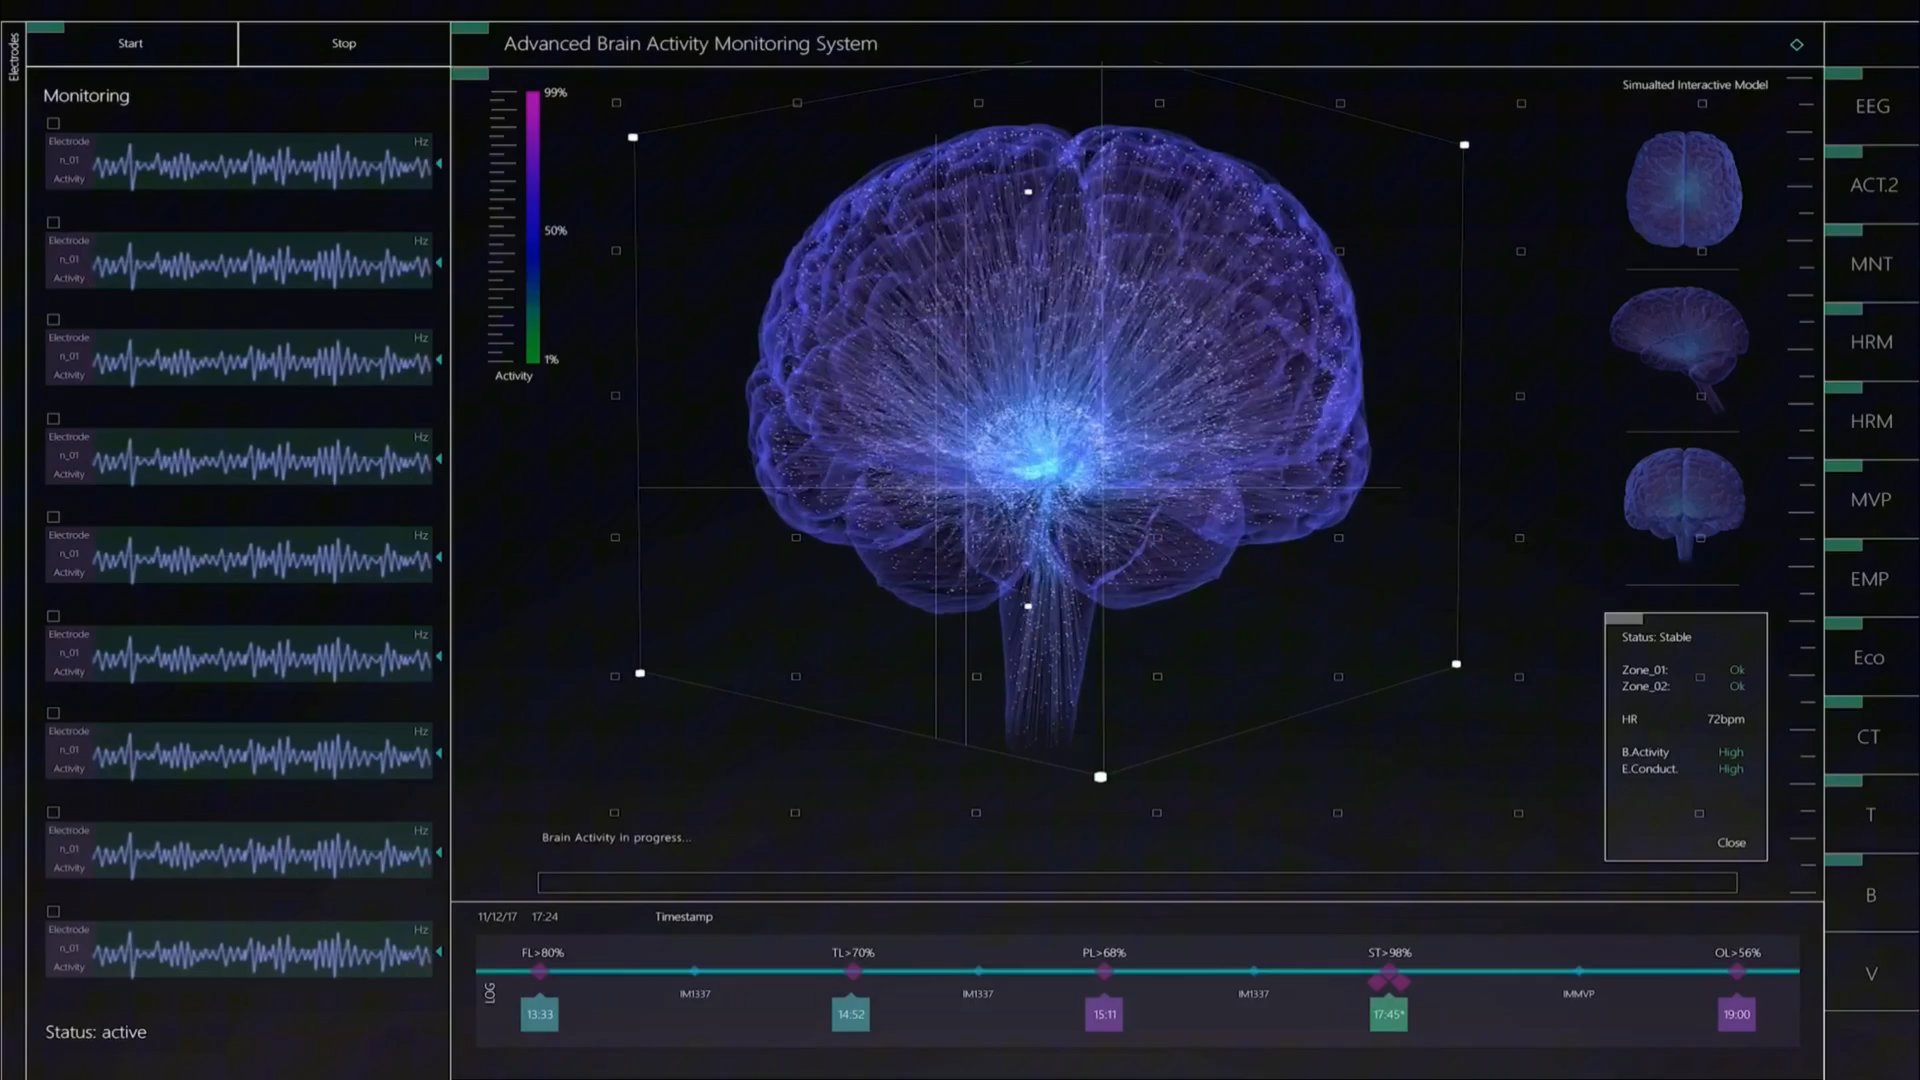 Electrodes
Start
Stop
Advanced Brain Activity Monitoring System
Monitoring
Electrode
n_01
Activity
Hz
Electrode
n_01
Activity
Hz
Electrode
n_01
Activity
Hz
Electrode
n_01
Activity
Hz
Electrode
n_01
Activity
Hz
Electrode
n_01
Activity
Hz
Electrode
n_01
Activity
Hz
Electrode
n_01
Activity
Hz
Electrode
n_01
Activity
Hz
Status: active
99%
50%
1%
Activity
Simualted Interactive Model
Status: Stable
Zone_01: Ok
Zone_02: Ok
HR 72bpm
B.Activity High
E.Conduct. High
Close
Brain Activity in progress...
11/12/17 17:24 Timestamp
FL>80% TL>70% PL>68% ST>98% OL>56%
LOG
IM1337 IM1337 IM1337 IMMVP
13:33 14:52 15:11 17:45* 19:00
EEG
ACT.2
MNT
HRM
HRM
MVP
EMP
Eco
CT
T
B
V